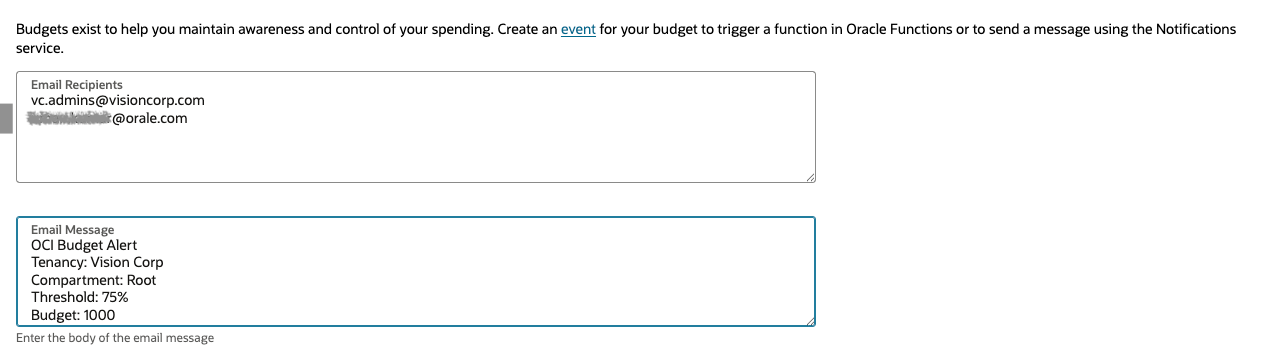 Budgets exist to help you maintain awareness and control of your spending. Create an event for your budget to trigger a function in Oracle Functions or to send a message using the Notifications
service.
Email Recipients
vc.admins@visioncorp.com
@orale.com
Email Message
OCI Budget Alert
Tenancy: Vision Corp
Compartment: Root
Threshold: 75%
Budget: 1000
Enter the body of the email message